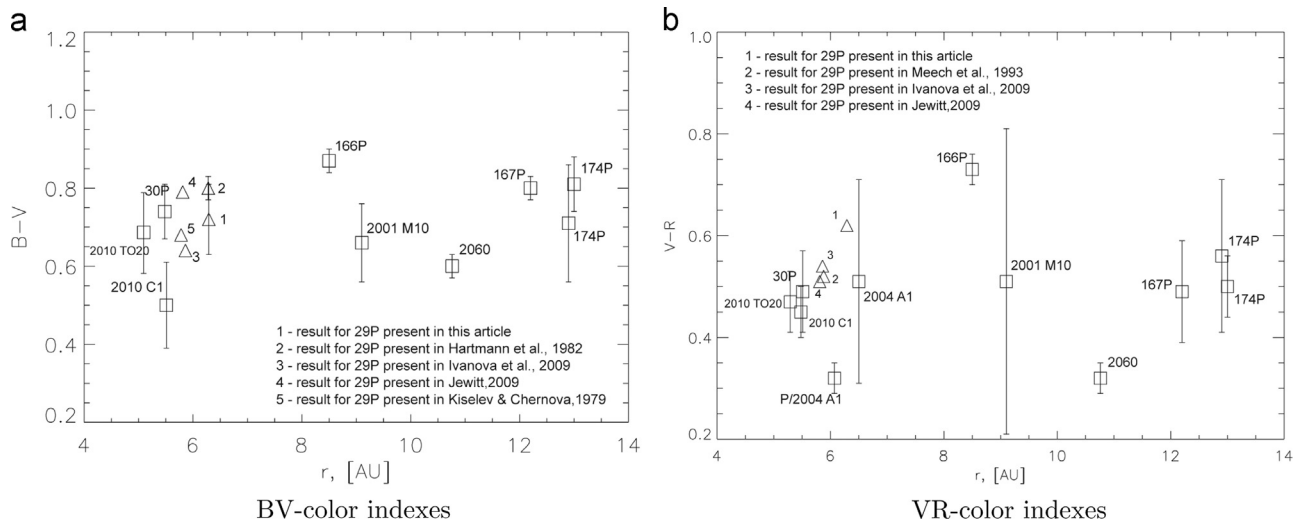 a
1.2
1.0
0.8
0.6
0.4
0.2
B-V
4
6
8
10
12
14
r, [AU]
166P
167P
174P
174P
30P
4
2
1
5
3
2010 TO20
2010 C1
2001 M10
2060
1 - result for 29P present in this article
2 - result for 29P present in Hartmann et al., 1982
3 - result for 29P present in Ivanova et al., 2009
4 - result for 29P present in Jewitt,2009
5 - result for 29P present in Kiselev & Chernova,1979
BV-color indexes
b
1.0
0.8
0.6
0.4
0.2
V-R
4
6
8
10
12
14
r, [AU]
1 - result for 29P present in this article
2 - result for 29P present in Meech et al., 1993
3 - result for 29P present in Ivanova et al., 2009
4 - result for 29P present in Jewitt,2009
166P
1
3
30P
2
4
2010 TO20
2010 C1
2004 A1
P/2004 A1
2001 M10
2060
167P
174P
174P
VR-color indexes